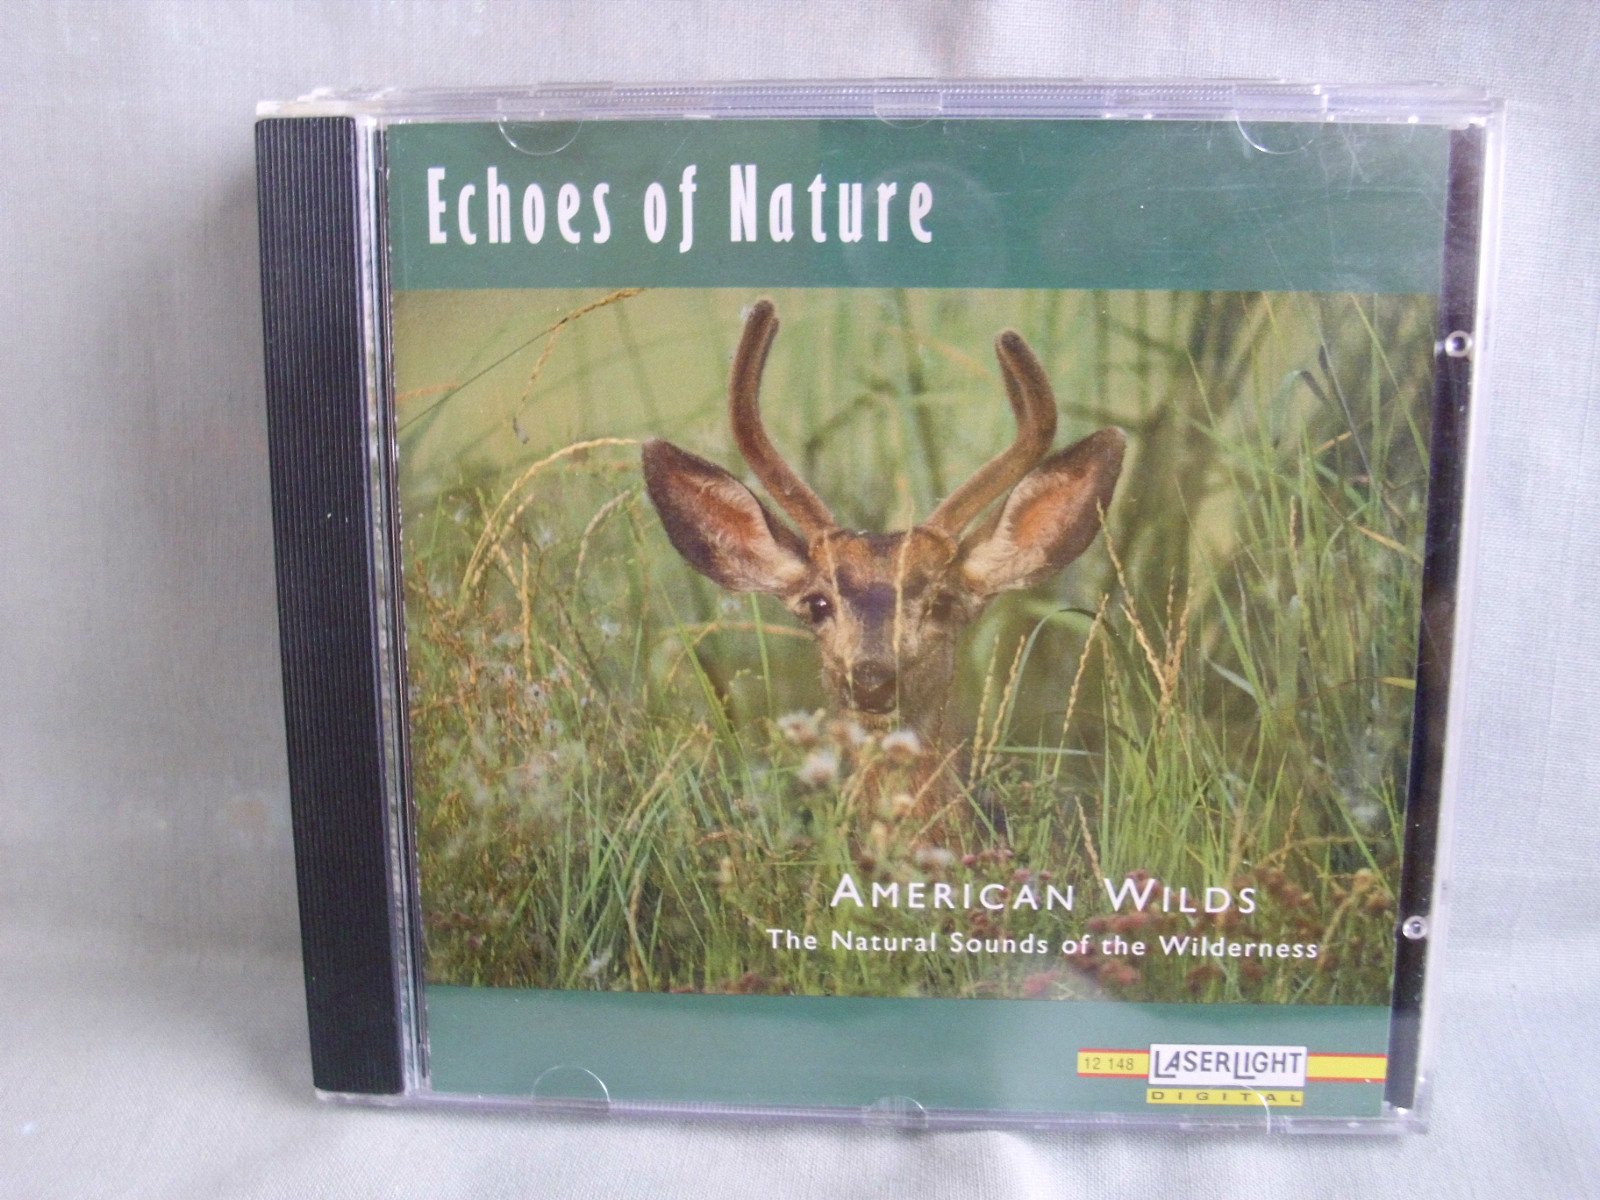 Echoes of Nature
AMERICAN WILDS
The Natural Sounds of the Wilderness
12 148 LASERLIGHT
DIGITAL